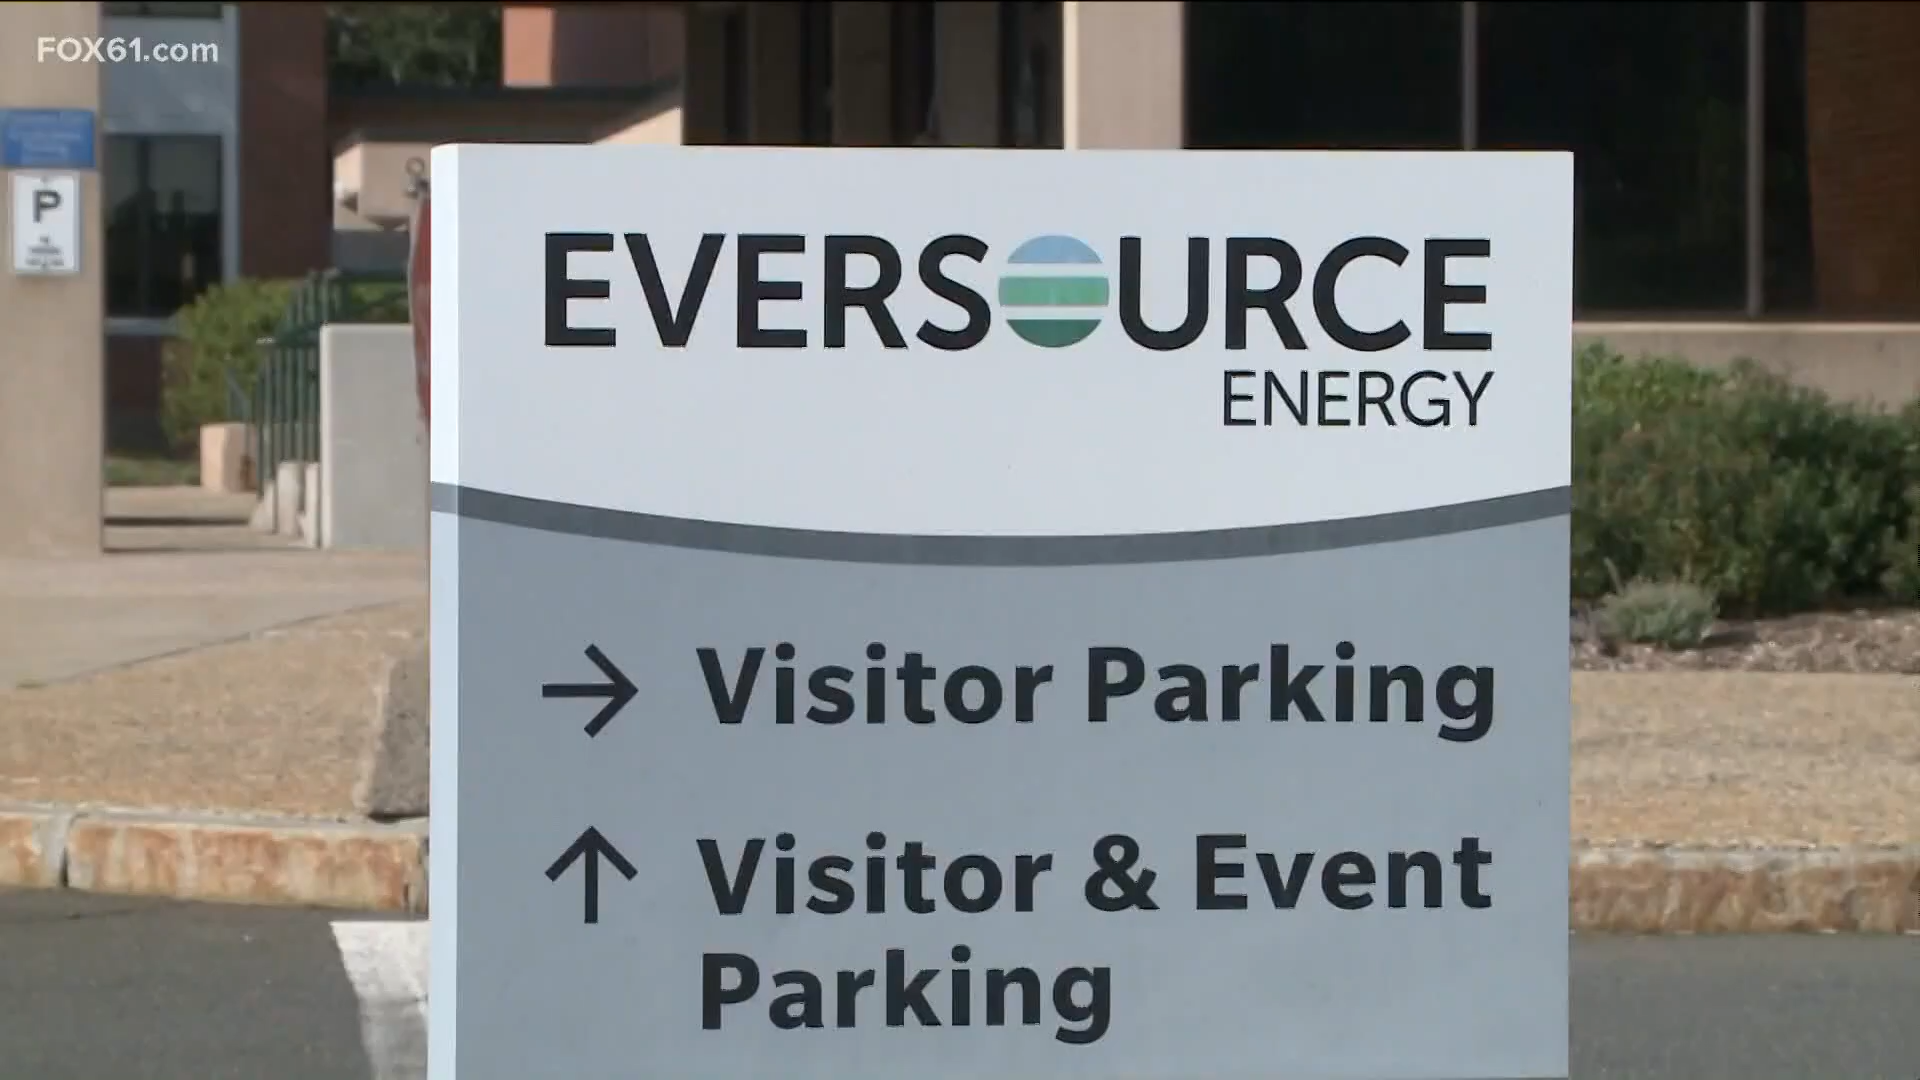 FOX61.com
P
EVERSOURCE
ENERGY
→ Visitor Parking
↑ Visitor & Event
Parking